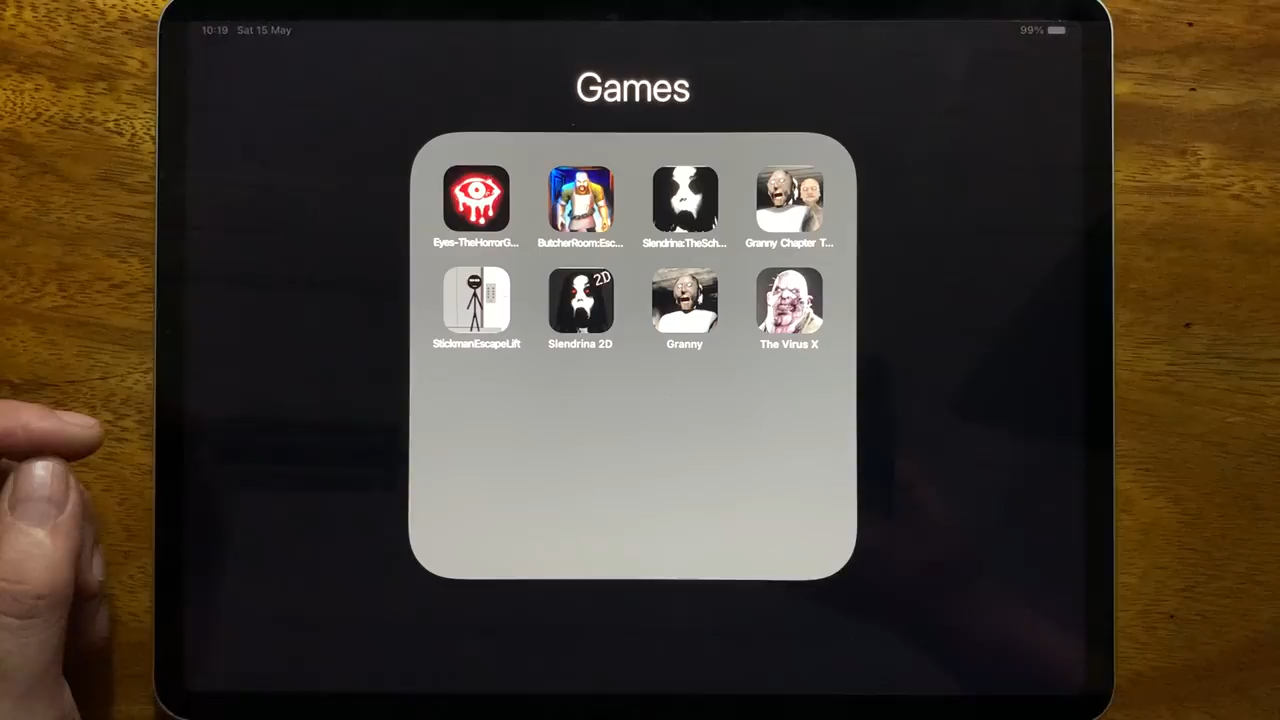 10:19 Sat 15 May
99%
Games
Eyes-TheHorrorG...
ButcherRoom:Esc...
Slendrina:TheSch...
Granny Chapter T...
2D
StickmanEscapeLift
Slendrina 2D
Granny
The Virus X